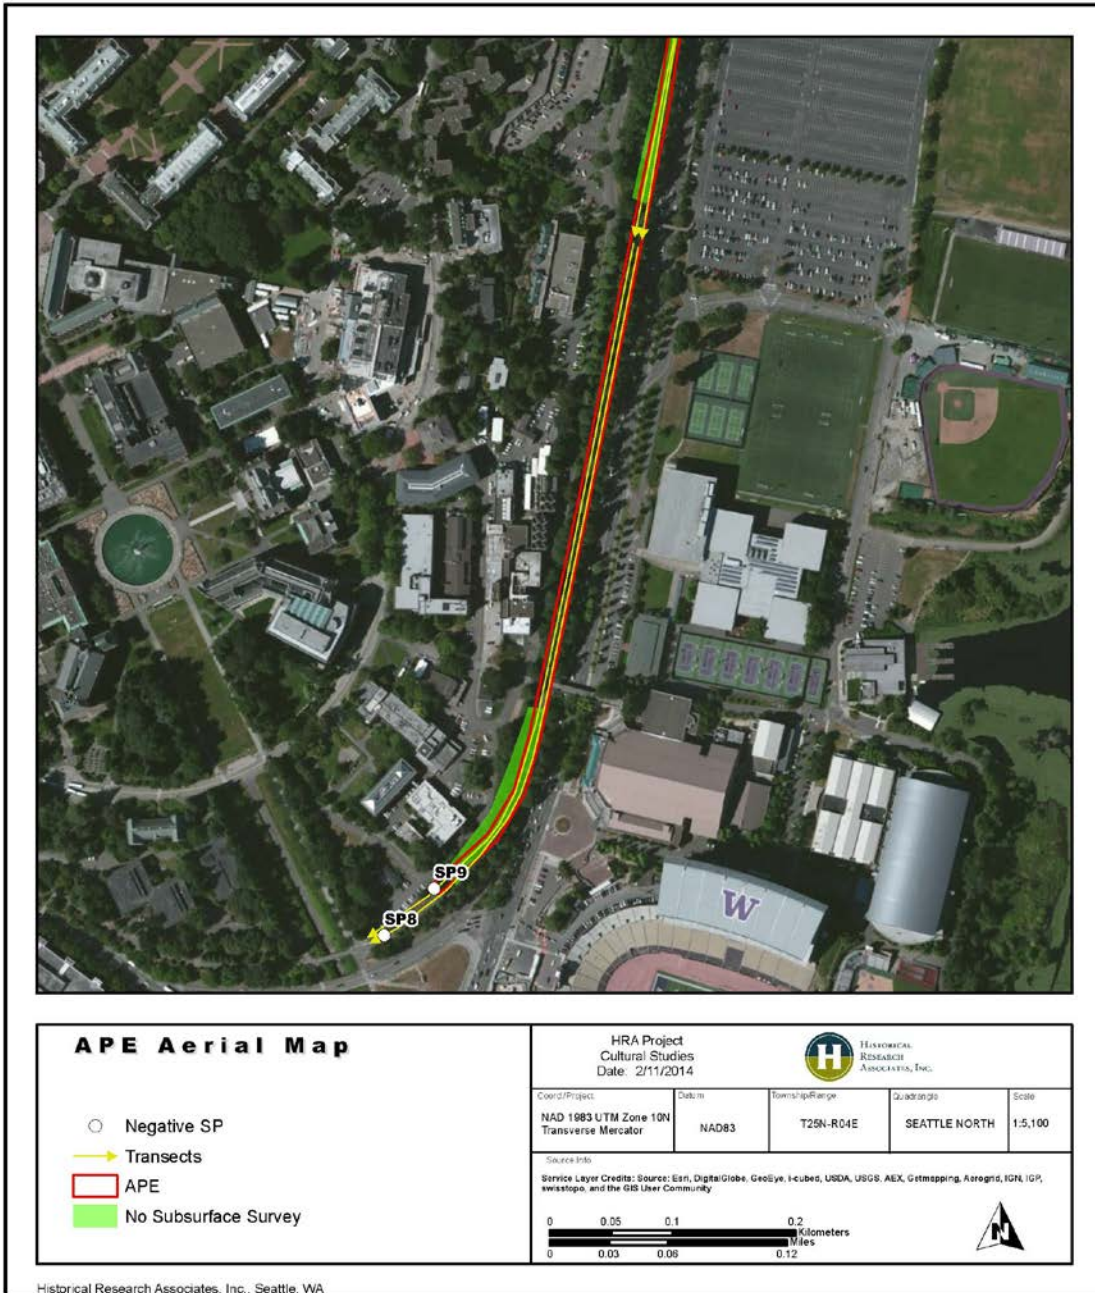 SP9
SP8
W
APE Aerial Map
Negative SP
Transects
APE
No Subsurface Survey
HRA Project
Cultural Studies
Date: 2/11/2014
H
HISTORICAL
RESEARCH
ASSOCIATES, INC.
Coord/Project
NAD 1983 UTM Zone 10N
Transverse Mercator
Datum
NAD83
Township/Range
T25N-R04E
Quadrangle
SEATTLE NORTH
Scale
1:5,100
Source Info
Service Layer Credits: Source: Esri, DigitalGlobe, GeoEye, i-cubed, USDA, USGS, AEX, Getmapping, Aerogrid, IGN, IGP,
swisstopo, and the GIS User Community
0 0.05 0.1 0.2
Kilometers
Miles
0 0.03 0.06 0.12
N
Historical Research Associates, Inc., Seattle, WA